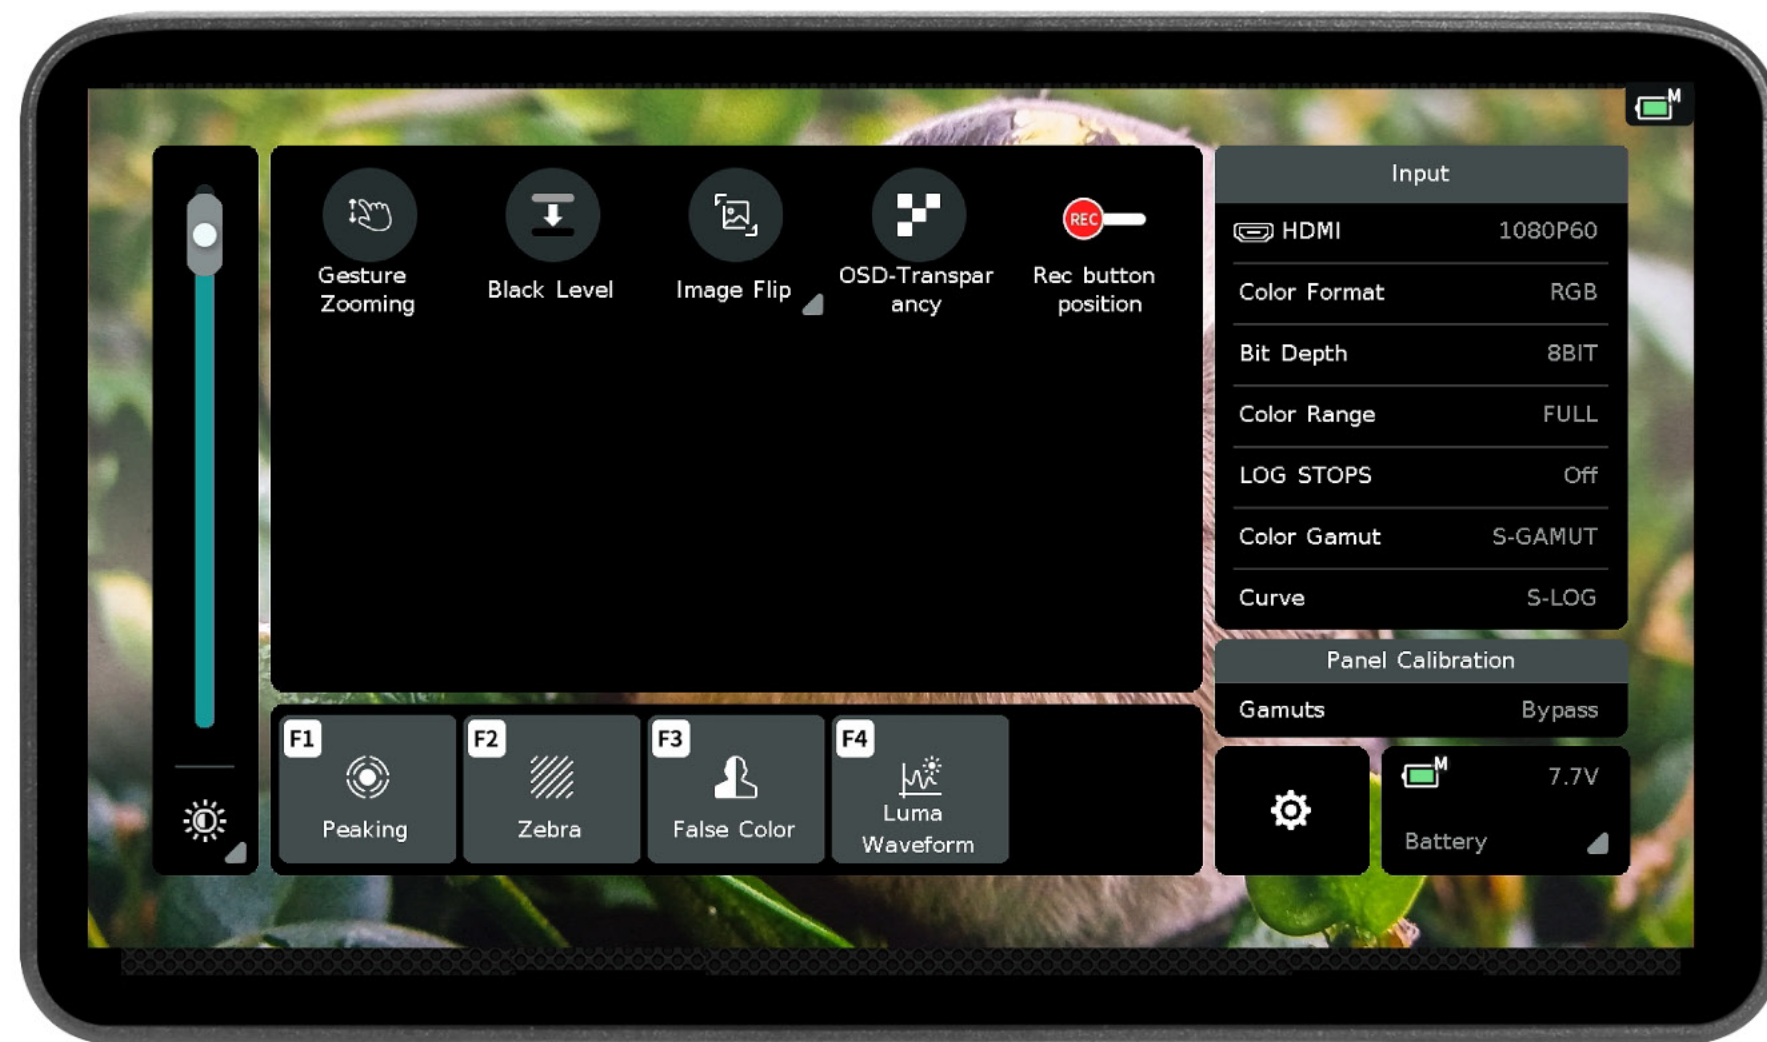 M
Gesture
Zooming
Black Level
Image Flip
OSD-Transpar
ancy
REC
Rec button
position
F1
Peaking
F2
Zebra
F3
False Color
F4
Luma
Waveform
Input
HDMI 1080P60
Color Format RGB
Bit Depth 8BIT
Color Range FULL
LOG STOPS Off
Color Gamut S-GAMUT
Curve S-LOG
Panel Calibration
Gamuts Bypass
M 7.7V
Battery